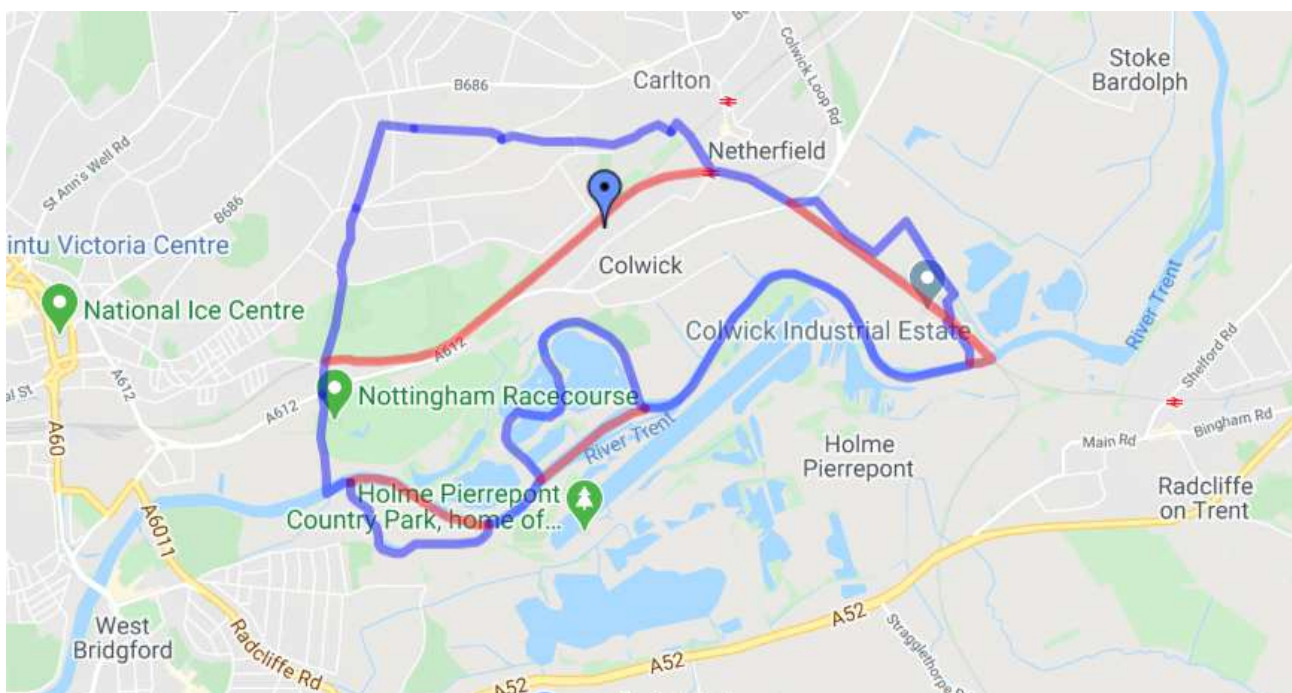 Stoke
Bardolph
Colwick Loop Rd
Carlton
B686
Netherfield
St Ann's Well Rd
B686
River Trent
intu Victoria Centre
Colwick
National Ice Centre
A612
Colwick Industrial Estate
Shelford Rd
A612
A612
Nottingham Racecourse
A60
River Trent
Main Rd
Bingham Rd
Holme
Pierrepont
Holme Pierrepont
Country Park, home of...
Radcliffe
on Trent
A6011
West
Bridgford
Radcliffe Rd
A52
A52
A52